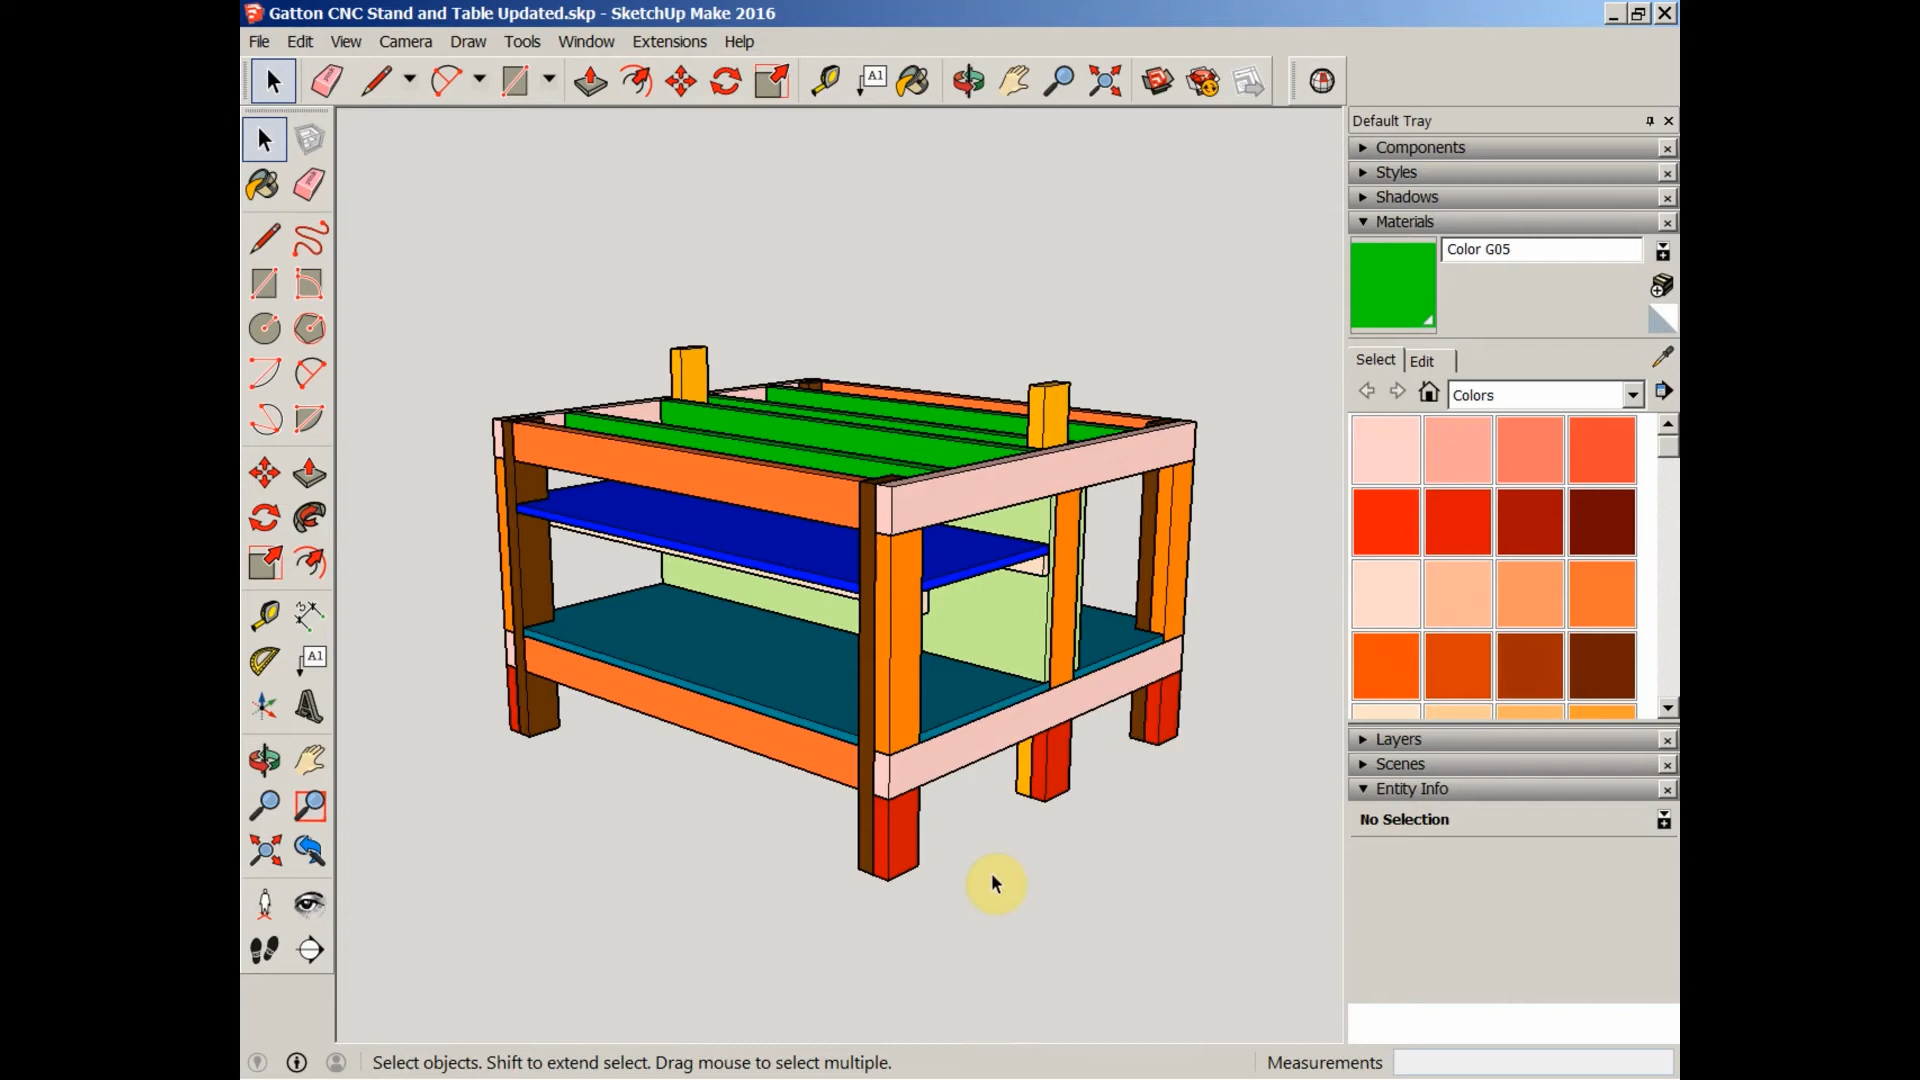 Gatton CNC Stand and Table Updated.skp - SketchUp Make 2016
File Edit View Camera Draw Tools Window Extensions Help
A1
Default Tray
Components
Styles
Shadows
Materials
Color G05
Select Edit
Colors
A1
Layers
Scenes
Entity Info
No Selection
Select objects. Shift to extend select. Drag mouse to select multiple.
Measurements